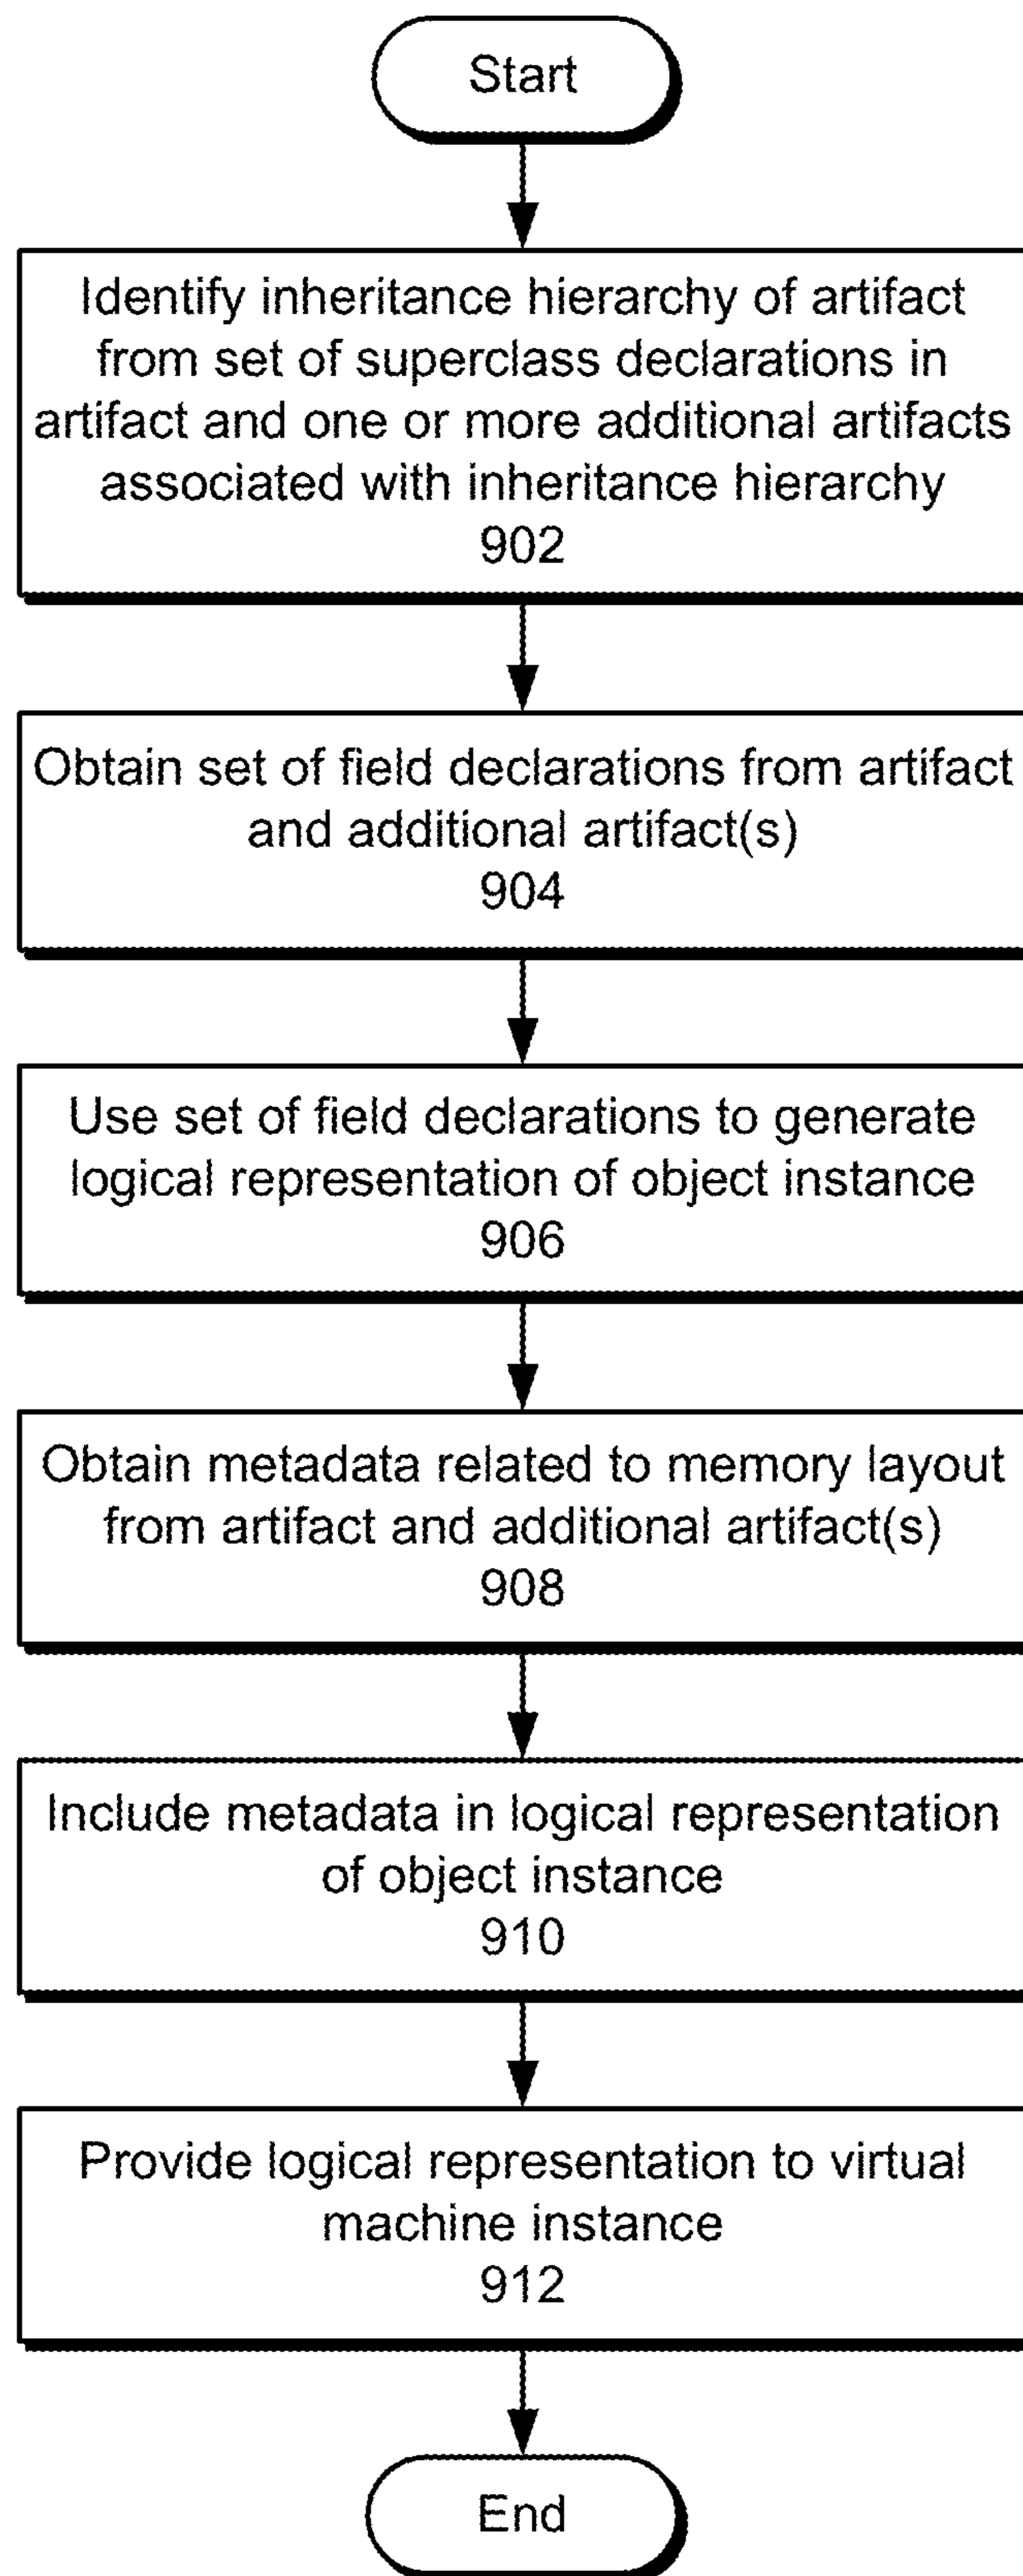 Start
Identify inheritance hierarchy of artifact
from set of superclass declarations in
artifact and one or more additional artifacts
associated with inheritance hierarchy
902
Obtain set of field declarations from artifact
and additional artifact(s)
904
Use set of field declarations to generate
logical representation of object instance
906
Obtain metadata related to memory layout
from artifact and additional artifact(s)
908
Include metadata in logical representation
of object instance
910
Provide logical representation to virtual
machine instance
912
End